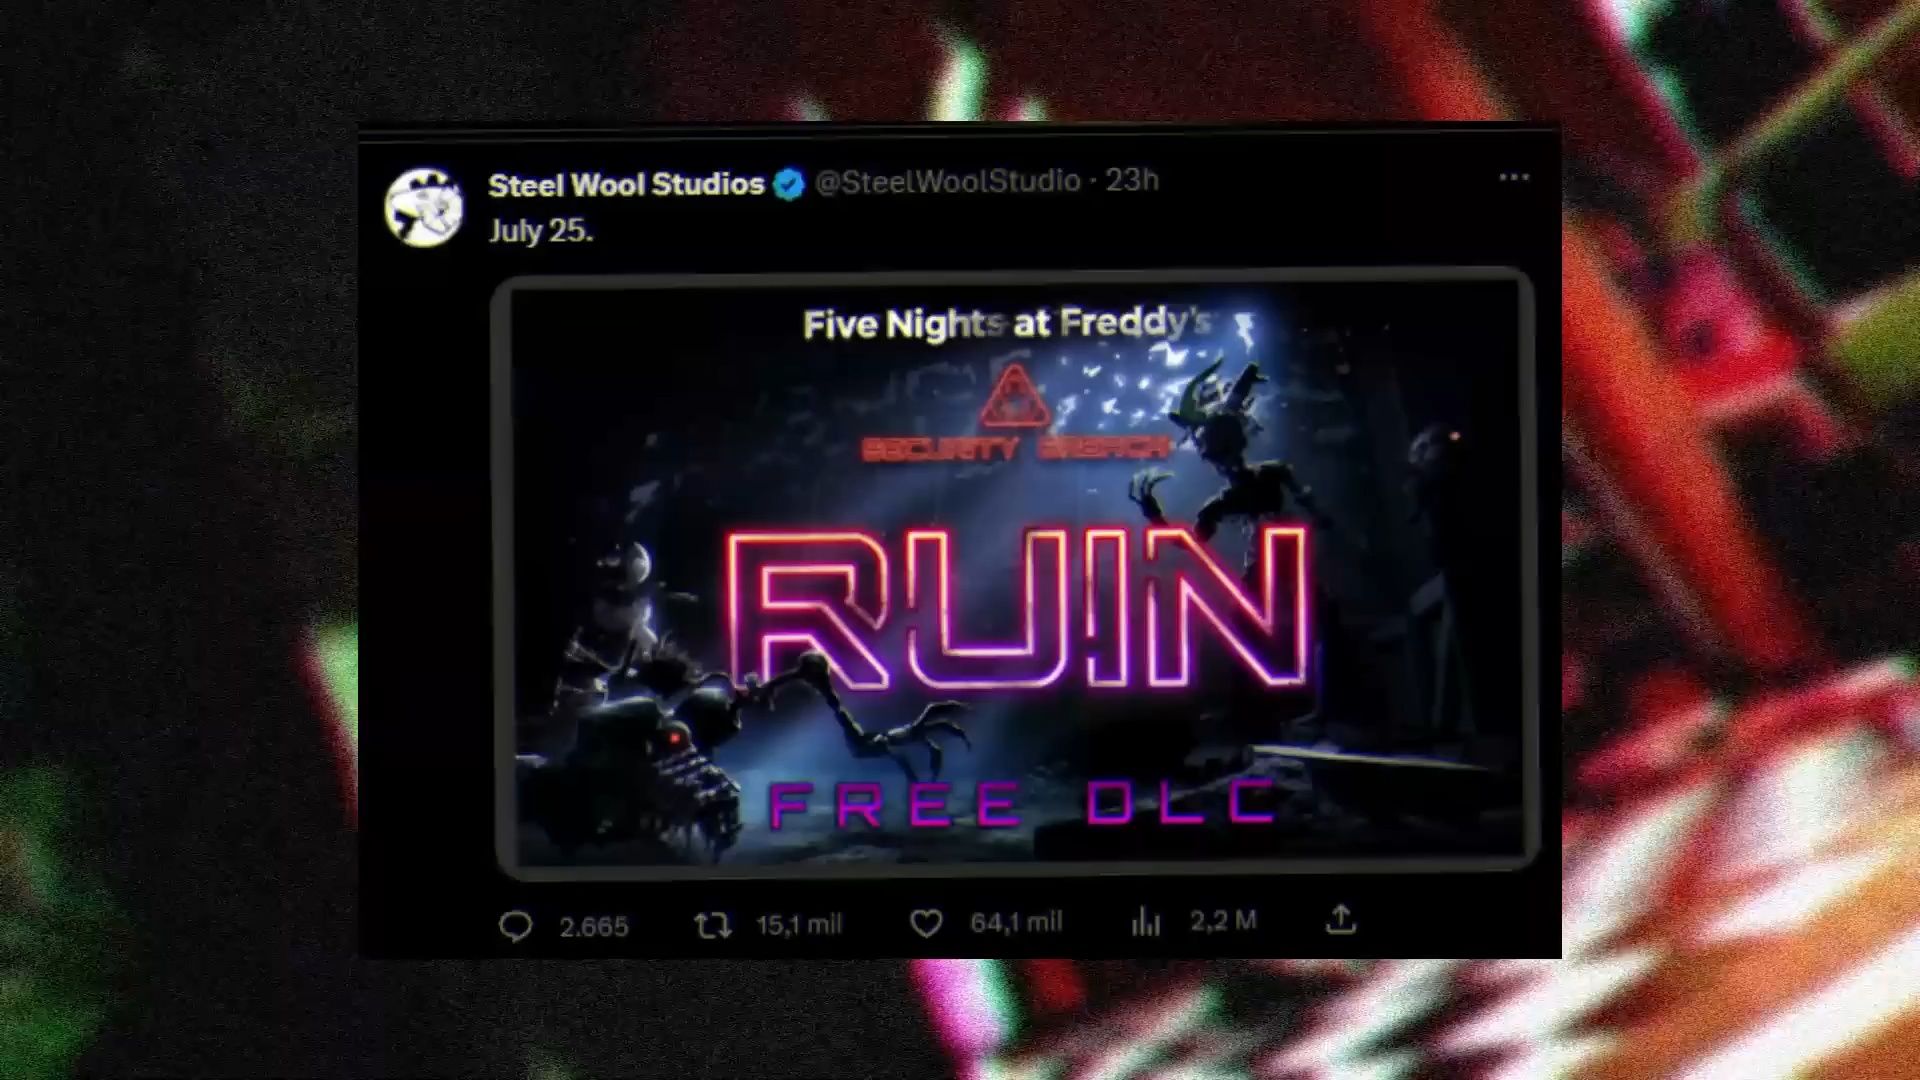 Steel Wool Studios @SteelWoolStudio · 23h
July 25.
Five Nights at Freddy's
SECURITY BREACH
RUIN
FREE DLC
2.665 15,1 mil 64,1 mil 2,2 M